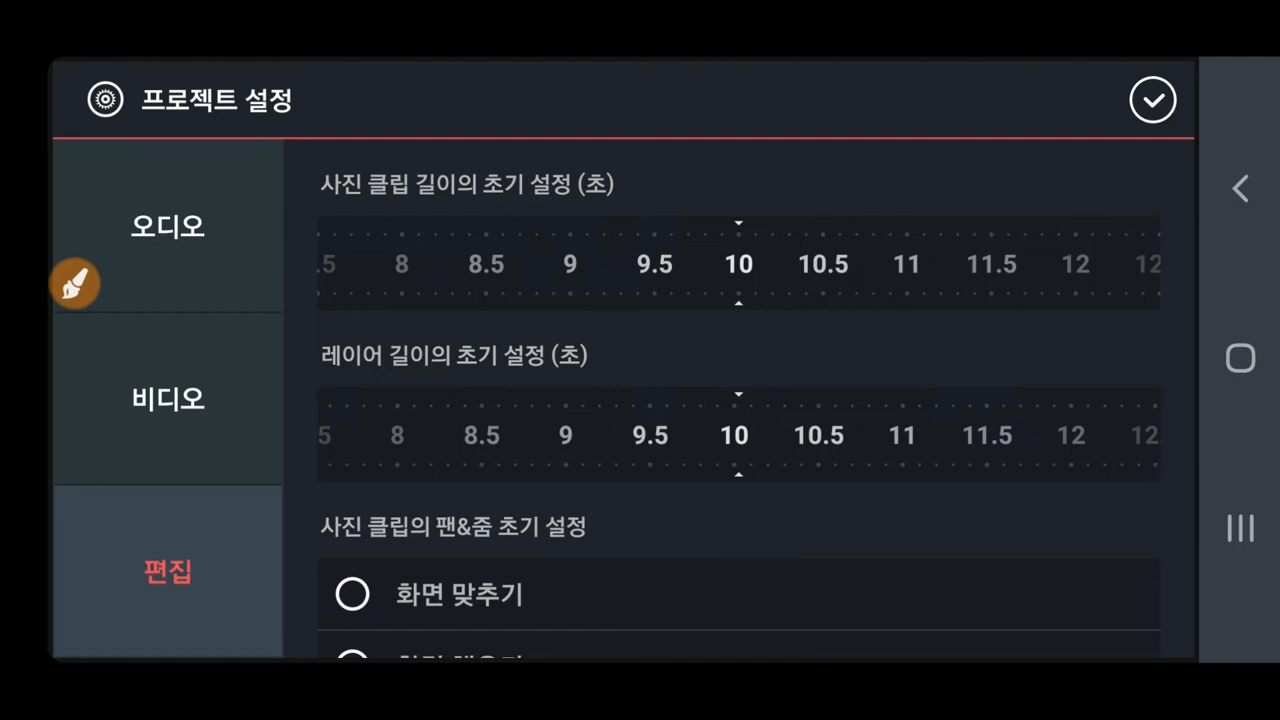 프로젝트 설정
오디오
비디오
편집
사진 클립 길이의 초기 설정 (초)
.5 8 8.5 9 9.5 10 10.5 11 11.5 12 12
레이어 길이의 초기 설정 (초)
5 8 8.5 9 9.5 10 10.5 11 11.5 12 12
사진 클립의 팬&줌 초기 설정
화면 맞추기